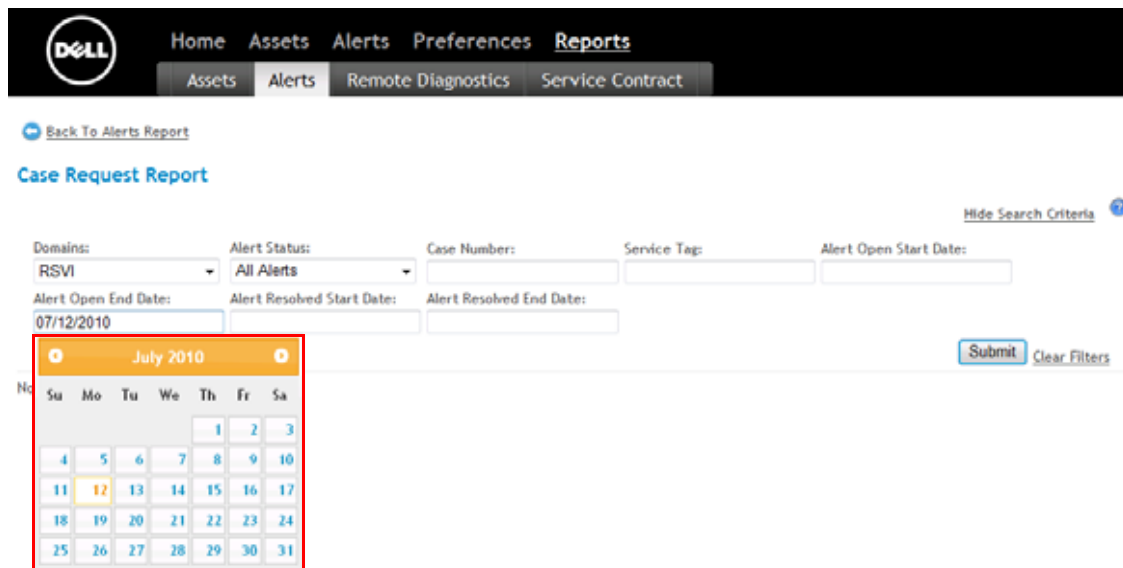 DELL
Home Assets Alerts Preferences Reports
Assets Alerts Remote Diagnostics Service Contract
Back To Alerts Report
Case Request Report
Hide Search Criteria ?
Domains: Alert Status: Case Number: Service Tag: Alert Open Start Date:
RSVI All Alerts
Alert Open End Date: Alert Resolved Start Date: Alert Resolved End Date:
07/12/2010
July 2010
Submit Clear Filters
No
Su Mo Tu We Th Fr Sa
1 2 3
4 5 6 7 8 9 10
11 12 13 14 15 16 17
18 19 20 21 22 23 24
25 26 27 28 29 30 31